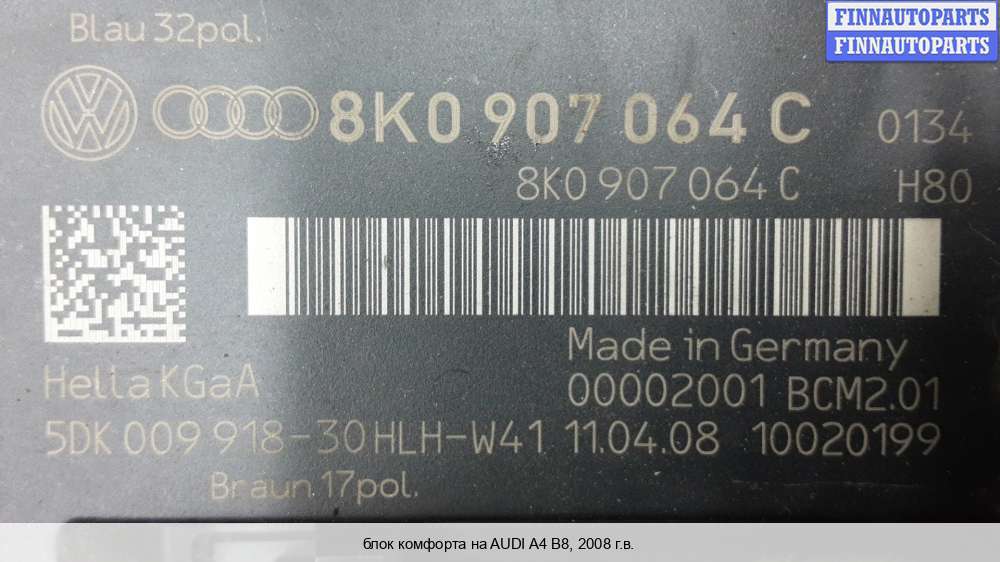 FINNAUTOPARTS
FINNAUTOPARTS
Blau 32pol.
8K0 907 064 C 0134
8K0 907 064 C H80
Made in Germany
Hella KGaA 00002001 BCM2.01
5DK 009 918-30 HLH-W41 11.04.08 10020199
Braun 17pol.
блок комфорта на AUDI A4 B8, 2008 г.в.